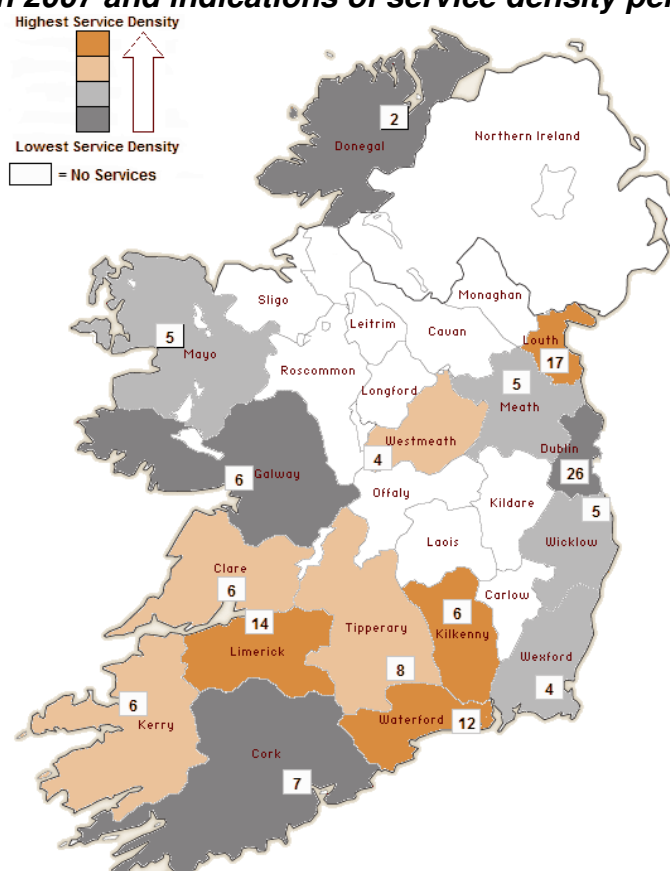 n 2007 and indications of service density pe
Highest Service Density
Lowest Service Density
= No Services
2
Donegal
Northern Ireland
Monaghan
Sligo
Leitrim
Cavan
Louth
17
5
Mayo
Roscommon
Longford
5
Meath
Westmeath
4
Dublin
26
Galway
6
Offaly
Kildare
5
Wicklow
Laois
Clare
6
Carlow
14
Limerick
Tipperary
8
6
Kilkenny
Wexford
4
6
Kerry
Waterford
12
Cork
7